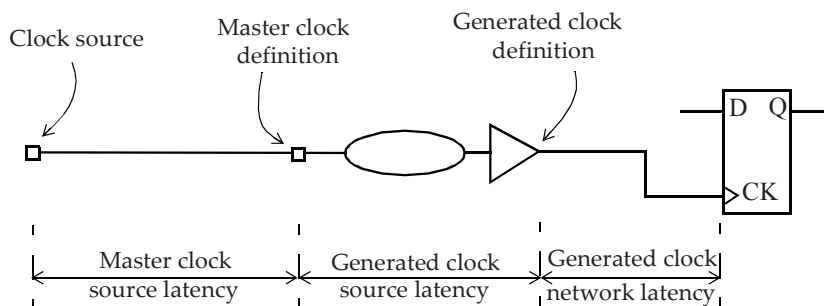 Clock source
Master clock
definition
Generated clock
definition
D Q
CK
Master clock
source latency
Generated clock
source latency
Generated clock
network latency